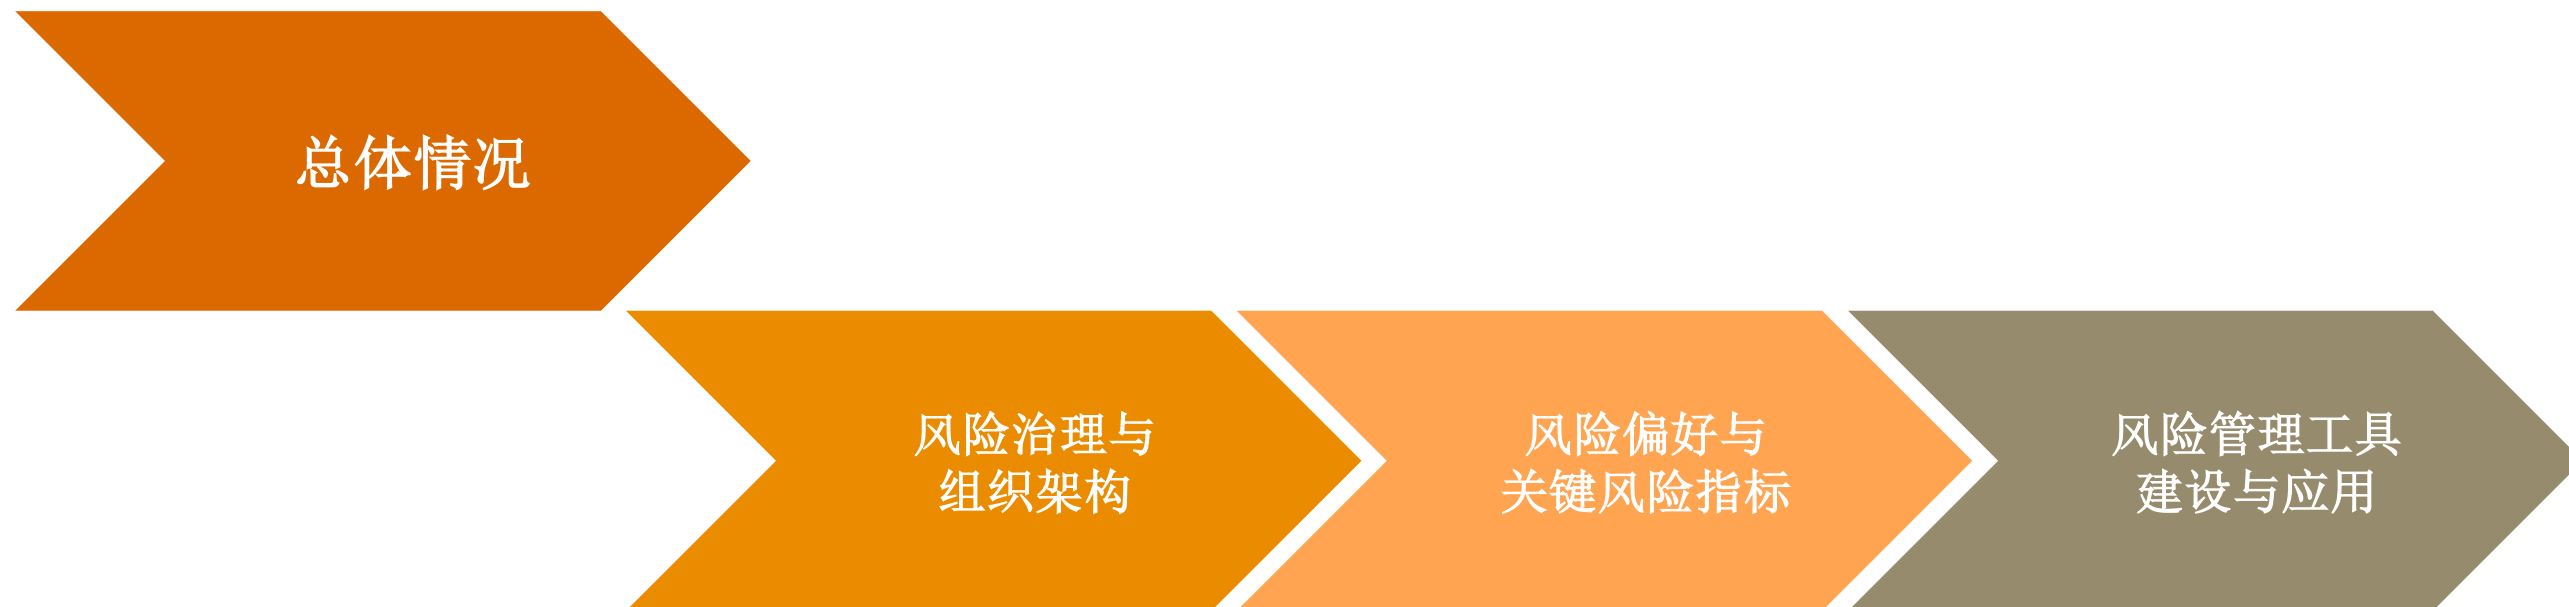 总体情况
风险治理与
组织架构
风险偏好与
关键风险指标
风险管理工具
建设与应用